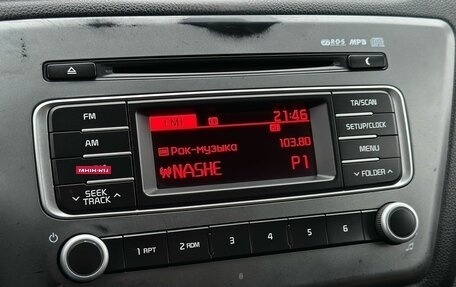 RDS MP3
FM
AM
SEEK
TRACK
FM1
21:46
Рок-музыка
103.80
NASHE
P1
TA/SCAN
SETUP/CLOCK
MENU
FOLDER
1 RPT
2 RDM
3
4
5
6